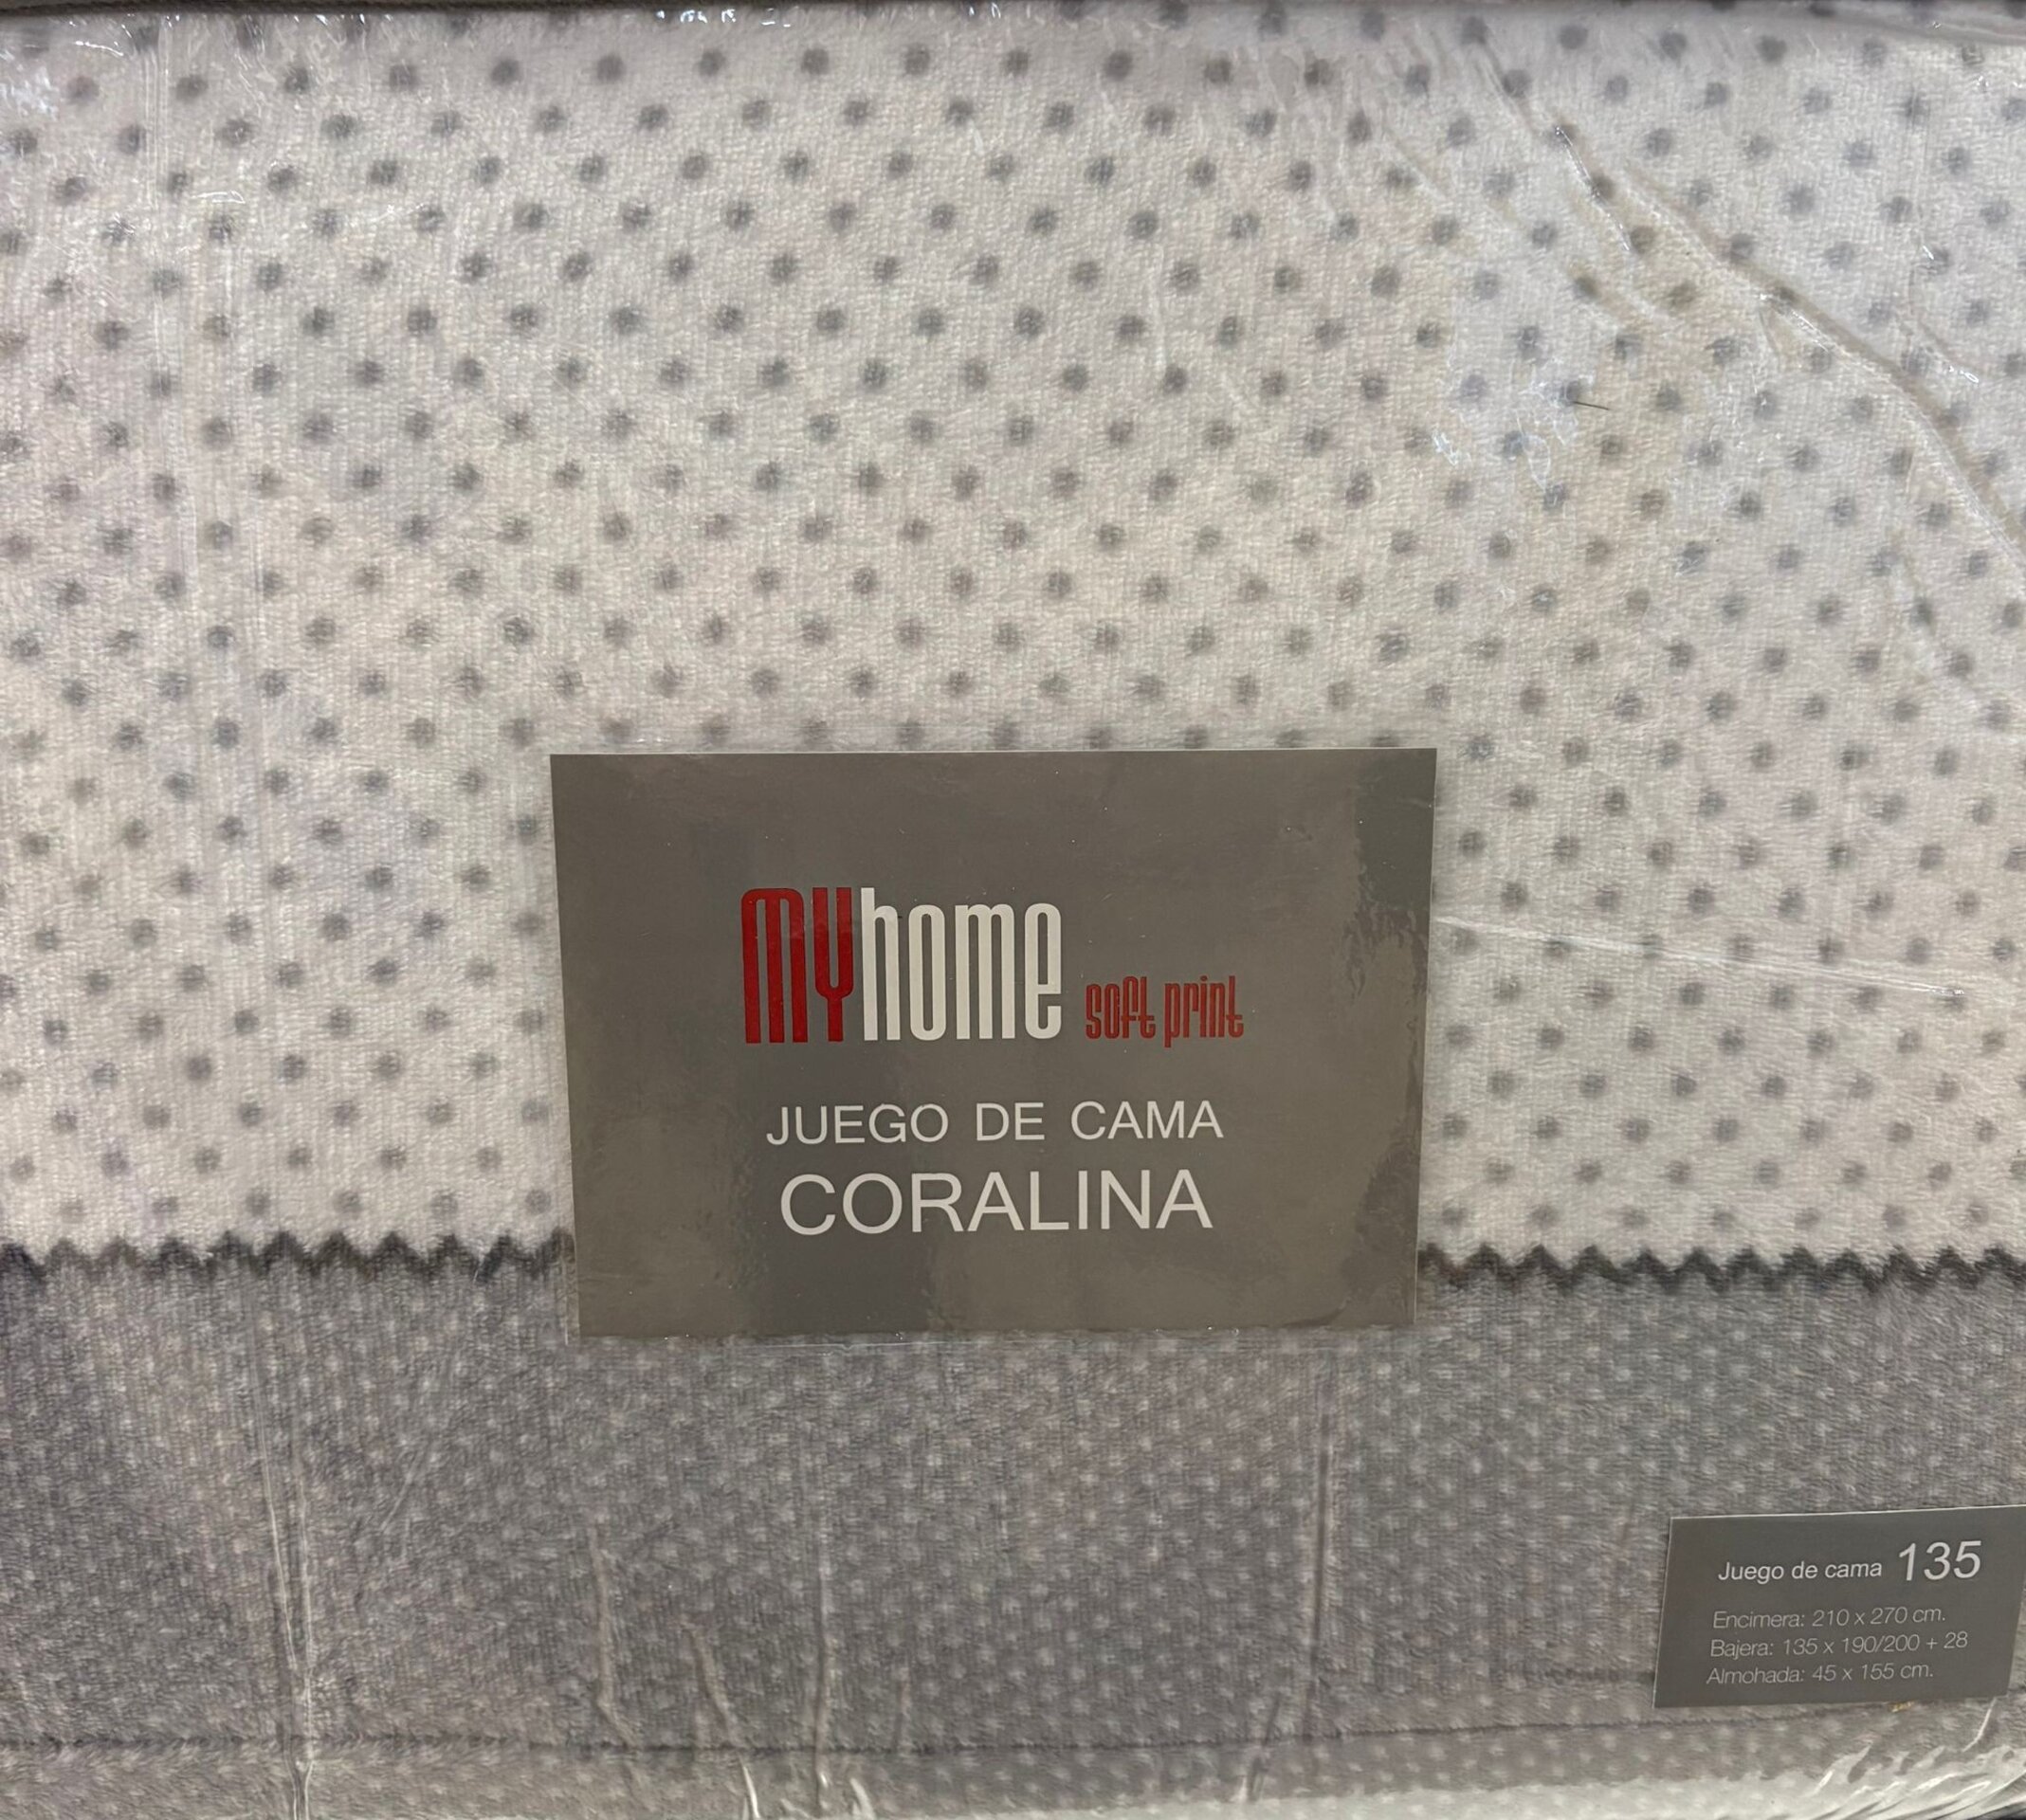 MYhome soft print
JUEGO DE CAMA
CORALINA
Juego de cama 135
Encimera: 210 x 270 cm.
Bajera: 135 x 190/200 + 28
Almohada: 45 x 155 cm.